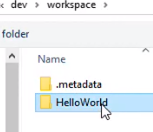 « dev > workspace >
folder
Name
.metadata
HelloWorld